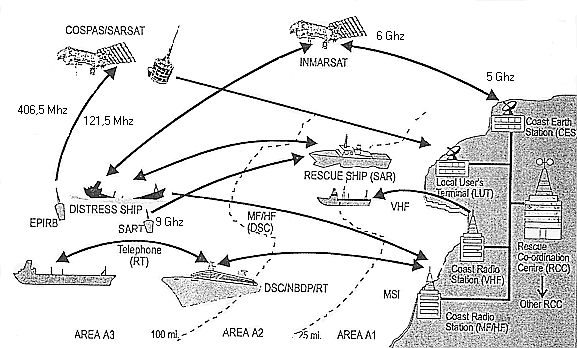 COSPAS/SARSAT
6 Ghz
INMARSAT
5 Ghz
406,5 Mhz
121,5 Mhz
Coast Earth
Station (CES
RESCUE SHIP (SAR)
Local User's
Terminal (LUT)
EPIRB
DISTRESS SHIP
SART
9 Ghz
MF/HF
(DSC)
VHF
Telephone
(RT)
Rescue
Co-ordination
Centre (RCC)
Coast Radio
Station (VHF)
DSC/NBDP/RT
MSI
Other RCC
Coast Radio
Station (MF/HF)
AREA A3
100 mi.
AREA A2
25 mi.
AREA A1